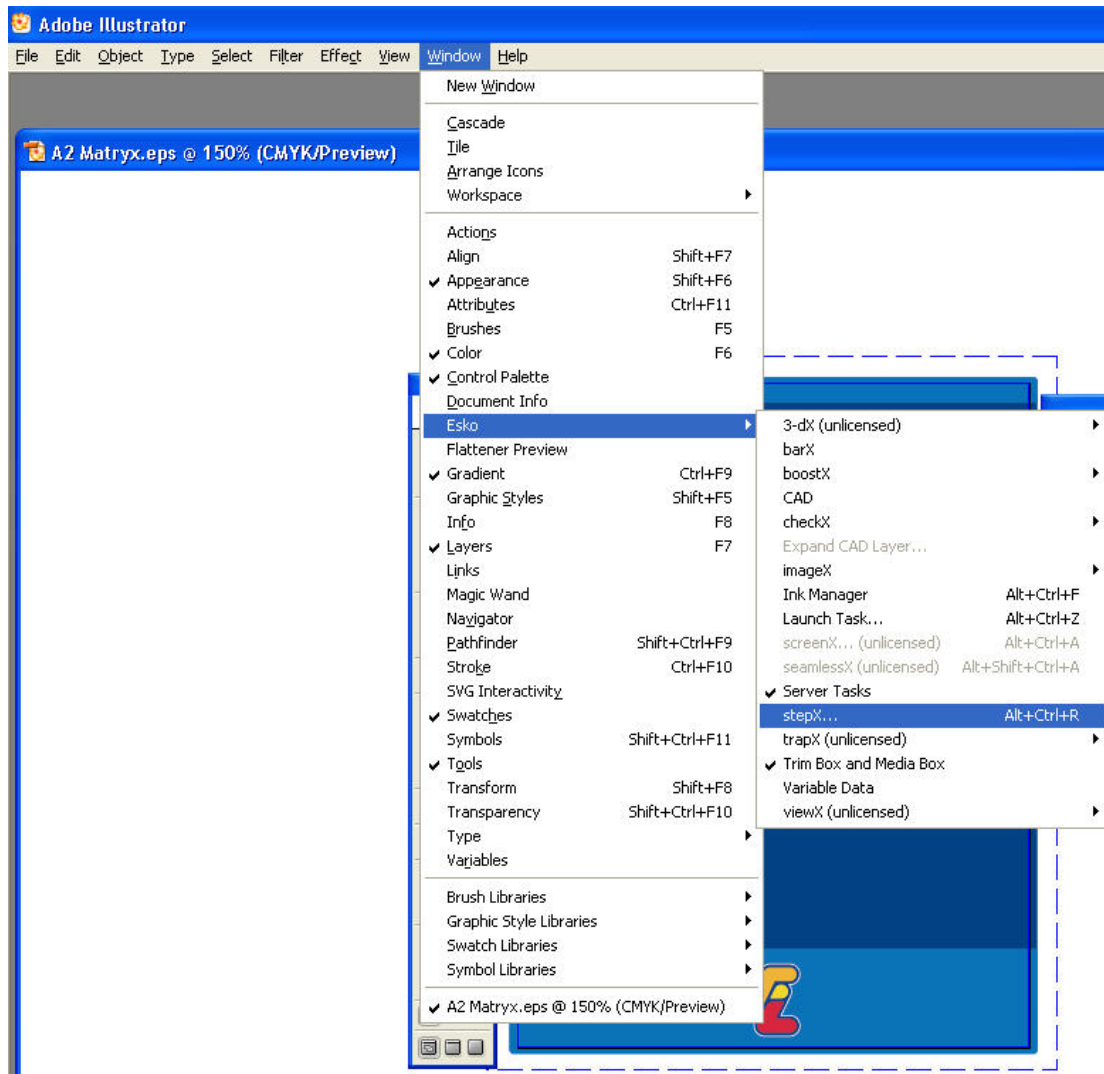 Adobe Illustrator
File Edit Object Type Select Filter Effect View Window Help
A2 Matryx.eps @ 150% (CMYK/Preview)
New Window
Cascade
Tile
Arrange Icons
Workspace
Actions
Align Shift+F7
Appearance Shift+F6
Attributes Ctrl+F11
Brushes F5
Color F6
Control Palette
Document Info
Esko
Flattener Preview
Gradient Ctrl+F9
Graphic Styles Shift+F5
Info F8
Layers F7
Links
Magic Wand
Navigator
Pathfinder Shift+Ctrl+F9
Stroke Ctrl+F10
SVG Interactivity
Swatches
Symbols Shift+Ctrl+F11
Tools
Transform Shift+F8
Transparency Shift+Ctrl+F10
Type
Variables
Brush Libraries
Graphic Style Libraries
Swatch Libraries
Symbol Libraries
A2 Matryx.eps @ 150% (CMYK/Preview)
3-dX (unlicensed)
barX
boostX
CAD
checkX
Expand CAD Layer...
imageX
Ink Manager Alt+Ctrl+F
Launch Task... Alt+Ctrl+Z
screenX... (unlicensed) Alt+Ctrl+A
seamlessX (unlicensed) Alt+Shift+Ctrl+A
Server Tasks
stepX... Alt+Ctrl+R
trapX (unlicensed)
Trim Box and Media Box
Variable Data
viewX (unlicensed)